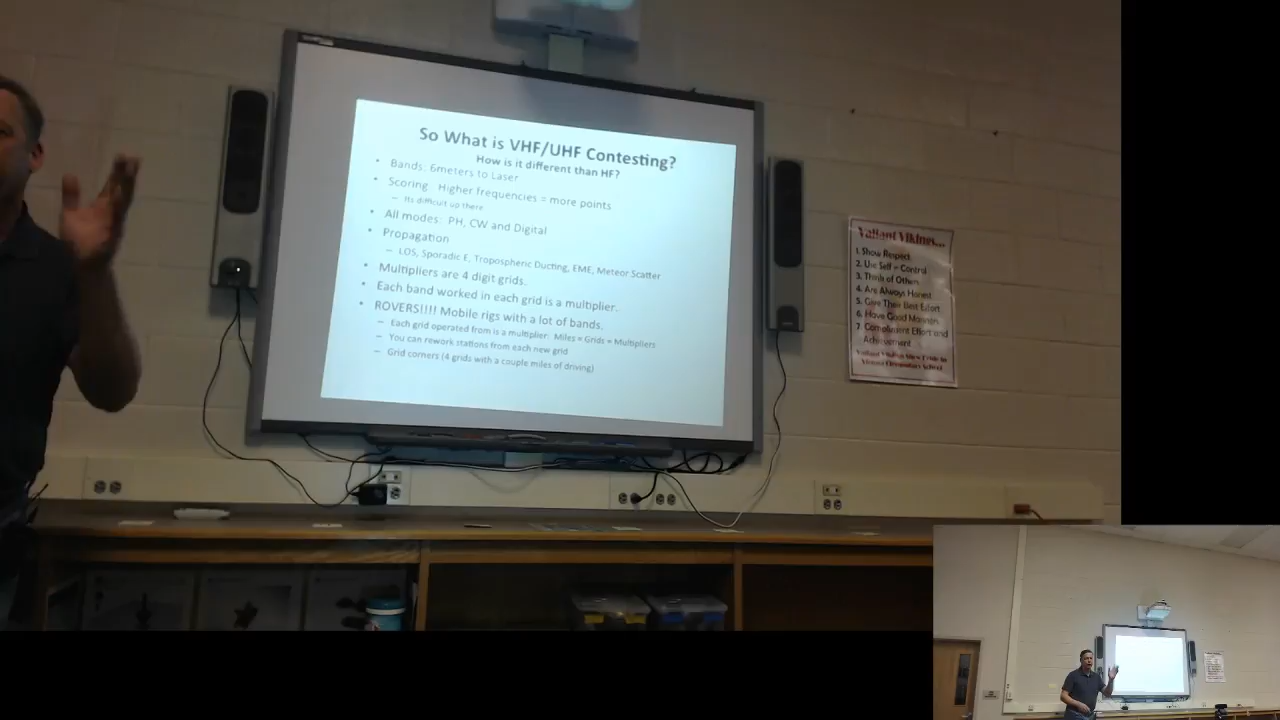 So What is VHF/UHF Contesting?
How is it different than HF?
• Bands: 6meters to Laser
• Scoring: Higher frequencies = more points
– Its difficult up there
• All modes: PH, CW and Digital
• Propagation
– LOS, Sporadic E, Tropospheric Ducting, EME, Meteor Scatter
• Multipliers are 4 digit grids.
• Each band worked in each grid is a multiplier.
• ROVERS!!!! Mobile rigs with a lot of bands.
– Each grid operated from is a multiplier: Miles = Grids = Multipliers
– You can rework stations from each new grid
– Grid corners (4 grids with a couple miles of driving)
Valiant Vikings...
1. Show Respect
2. Use Self - Control
3. Think of Others
4. Are Always Honest
5. Give Their Best Effort
6. Have Good Manners
7. Compliment Effort and
Achievement
Elementary School